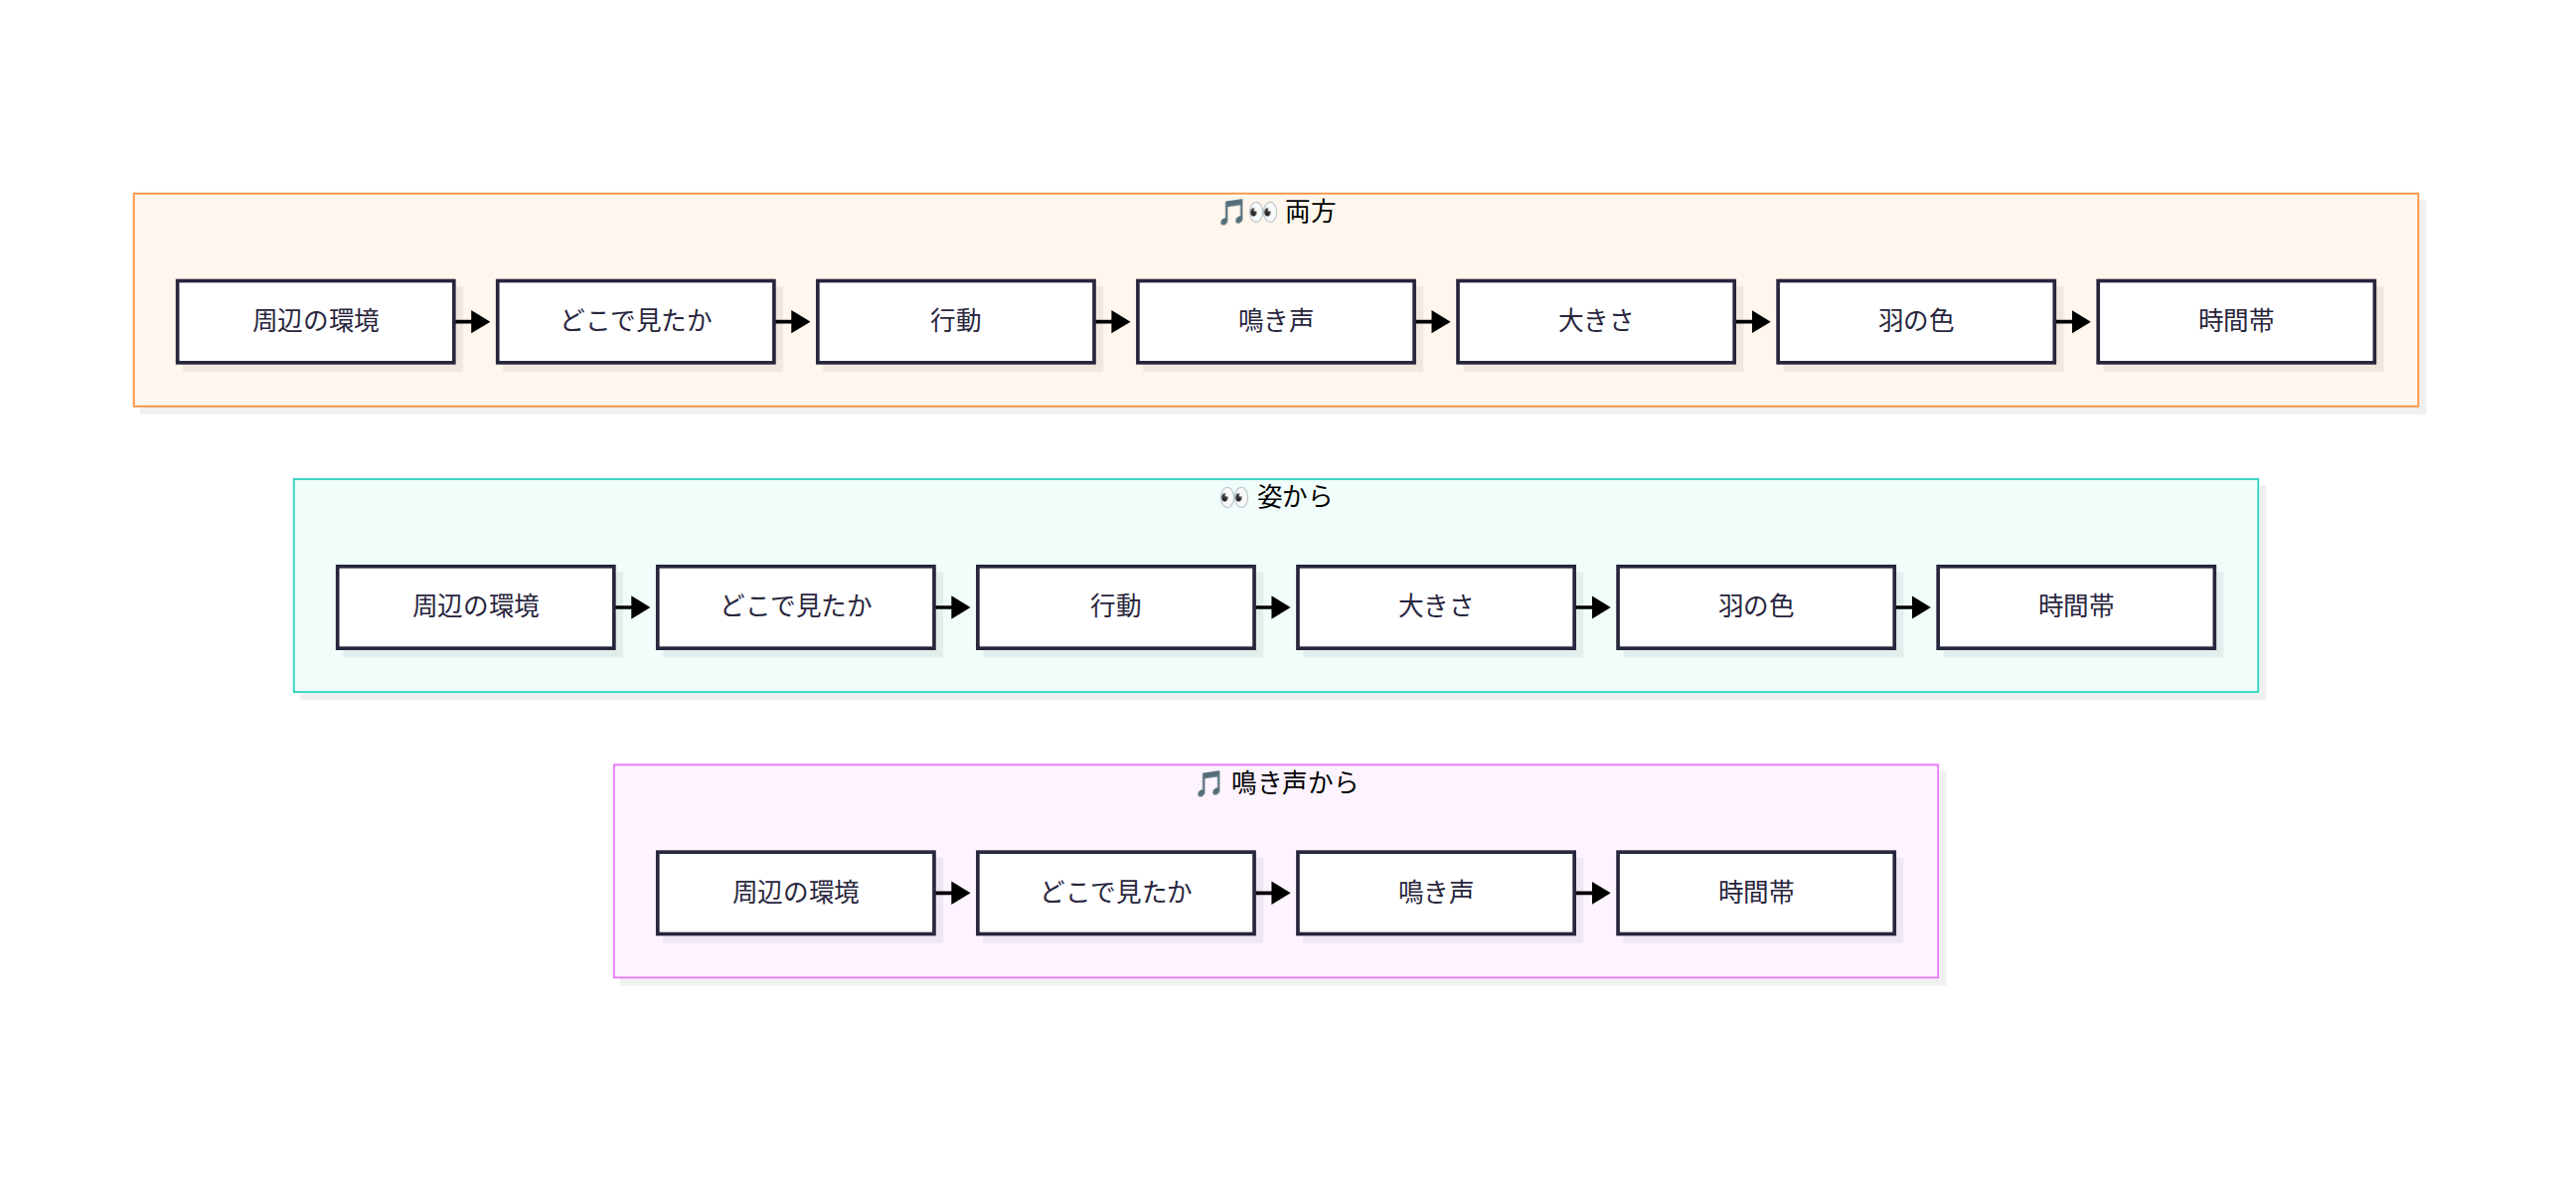 🎵👀 両方
周辺の環境
どこで見たか
行動
鳴き声
大きさ
羽の色
時間帯
👀 姿から
周辺の環境
どこで見たか
行動
大きさ
羽の色
時間帯
🎵 鳴き声から
周辺の環境
どこで見たか
鳴き声
時間帯